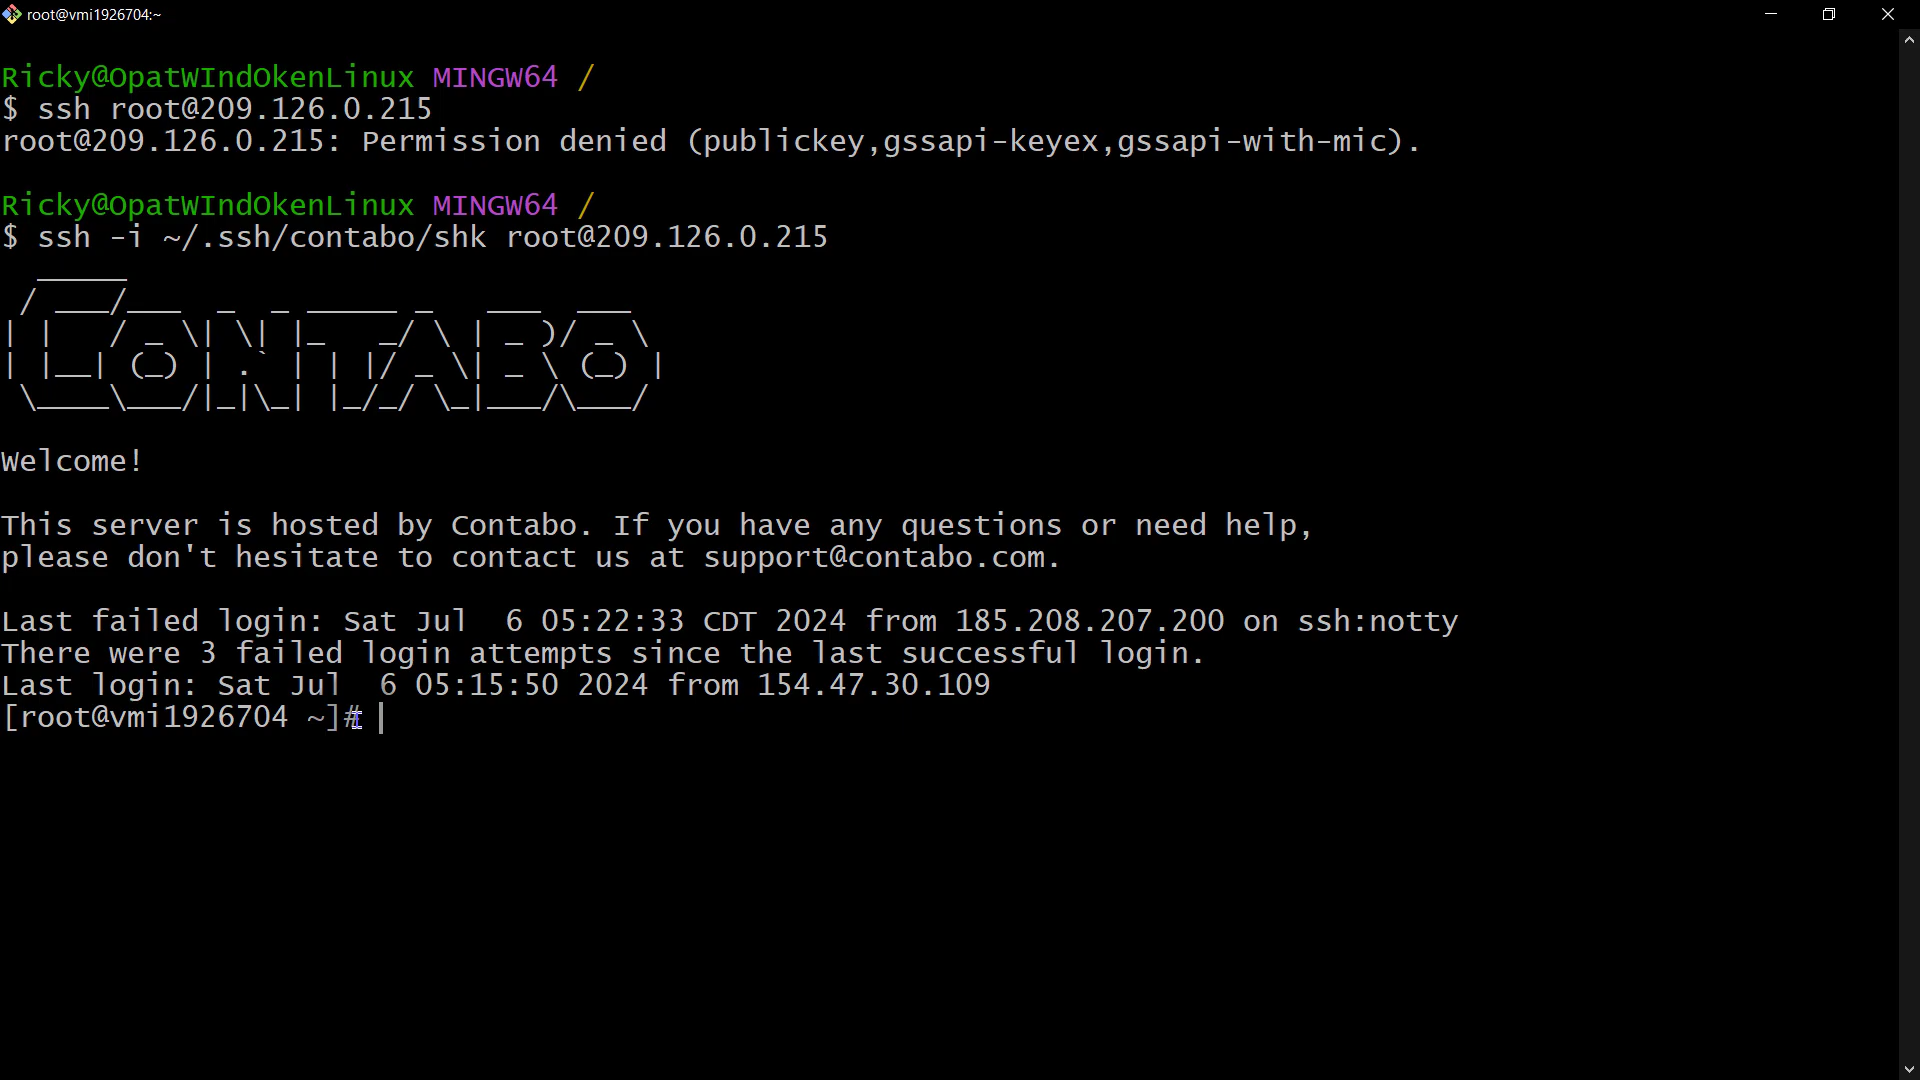 root@vmi1926704:~
Ricky@OpatWIndOkenLinux MINGW64 /
$ ssh root@209.126.0.215
root@209.126.0.215: Permission denied (publickey,gssapi-keyex,gssapi-with-mic).
Ricky@OpatWIndOkenLinux MINGW64 /
$ ssh -i ~/.ssh/contabo/shk root@209.126.0.215
CONTABO
Welcome!
This server is hosted by Contabo. If you have any questions or need help,
please don't hesitate to contact us at support@contabo.com.
Last failed login: Sat Jul  6 05:22:33 CDT 2024 from 185.208.207.200 on ssh:notty
There were 3 failed login attempts since the last successful login.
Last login: Sat Jul  6 05:15:50 2024 from 154.47.30.109
[root@vmi1926704 ~]#